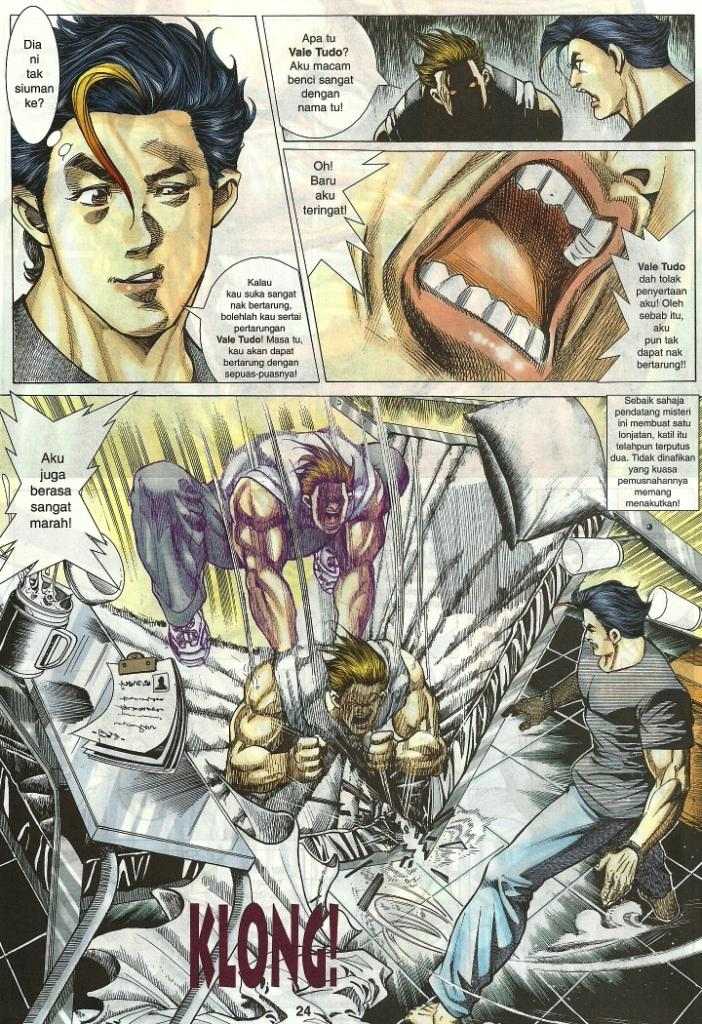 Dia
ni
tak
siuman
ke?
Kalau
kau suka sangat
nak bertarung,
bolehlah kau sertai
pertarungan
Vale Tudo! Masa tu,
kau akan dapat
bertarung dengan
sepuas-puasnya!
Apa tu
Vale Tudo?
Aku macam
benci sangat
dengan
nama tu!
Oh!
Baru
aku
teringat!
Vale Tudo
dah tolak
penyertaan
aku! Oleh
sebab itu,
aku
pun tak
dapat nak
bertarung!!
Aku
juga
berasa
sangat
marah!
Sebaik sahaja
pendatang misteri
ini membuat satu
lonjatan, katil itu
telahpun terputus
dua. Tidak dinafikan
yang kuasa
pemusnahannya
memang
menakutkan!
KLONG!
24